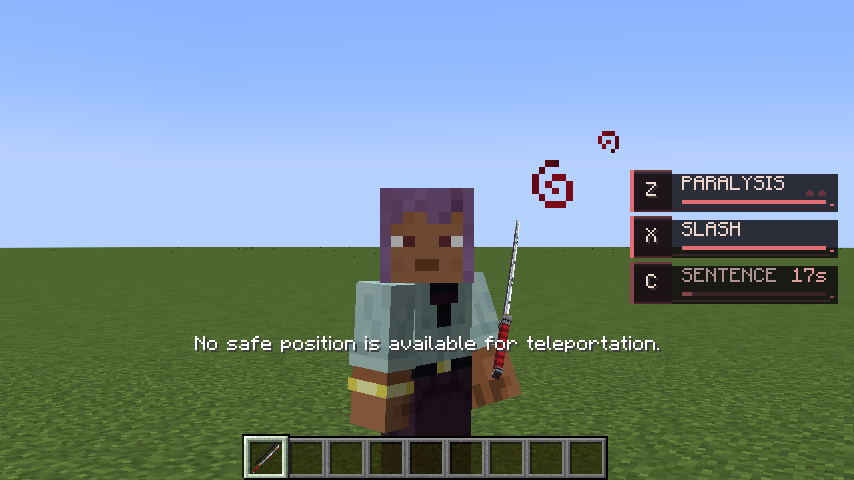 Z PARALYSIS
X SLASH
C SENTENCE 17s
No safe position is available for teleportation.